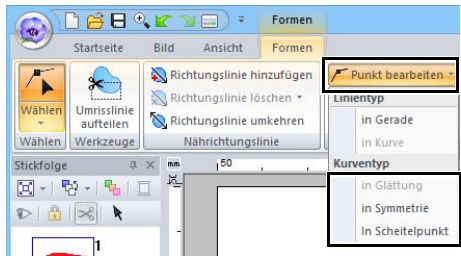 Formen
Startseite Bild Ansicht Formen
Wählen
Umrisslinie aufteilen
Richtungslinie hinzufügen
Richtungslinie löschen
Richtungslinie umkehren
Wählen Werkzeuge Nährichtungslinie
Punkt bearbeiten
Linientyp
in Gerade
in Kurve
Kurventyp
in Glättung
in Symmetrie
In Scheitelpunkt
Stickfolge
mm 50
1